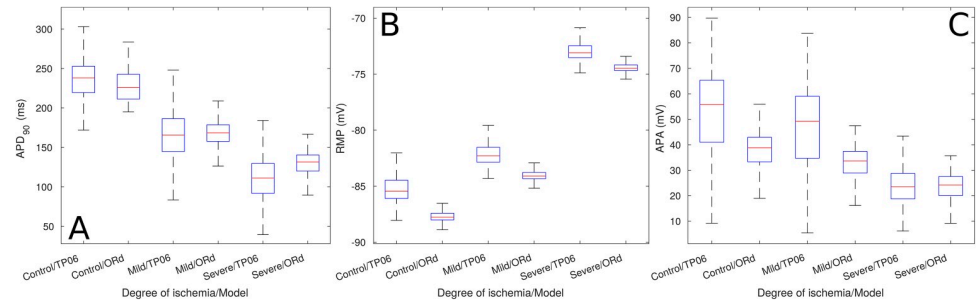 A
APD90 (ms)
300
250
200
150
100
50
Control/TP06
Control/ORd
Mild/TP06
Mild/ORd
Severe/TP06
Severe/ORd
Degree of ischemia/Model
B
RMP (mV)
-70
-75
-80
-85
-90
Control/TP06
Control/ORd
Mild/TP06
Mild/ORd
Severe/TP06
Severe/ORd
Degree of ischemia/Model
C
APA (mV)
90
80
70
60
50
40
30
20
10
Control/TP06
Control/ORd
Mild/TP06
Mild/ORd
Severe/TP06
Severe/ORd
Degree of ischemia/Model